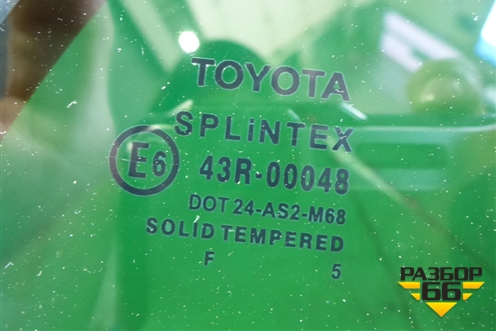 TOYOTA
SPLiNTEX
E6 43R-00048
DOT 24-AS2-M68
SOLID TEMPERED
F 5
РАЗБОР
66